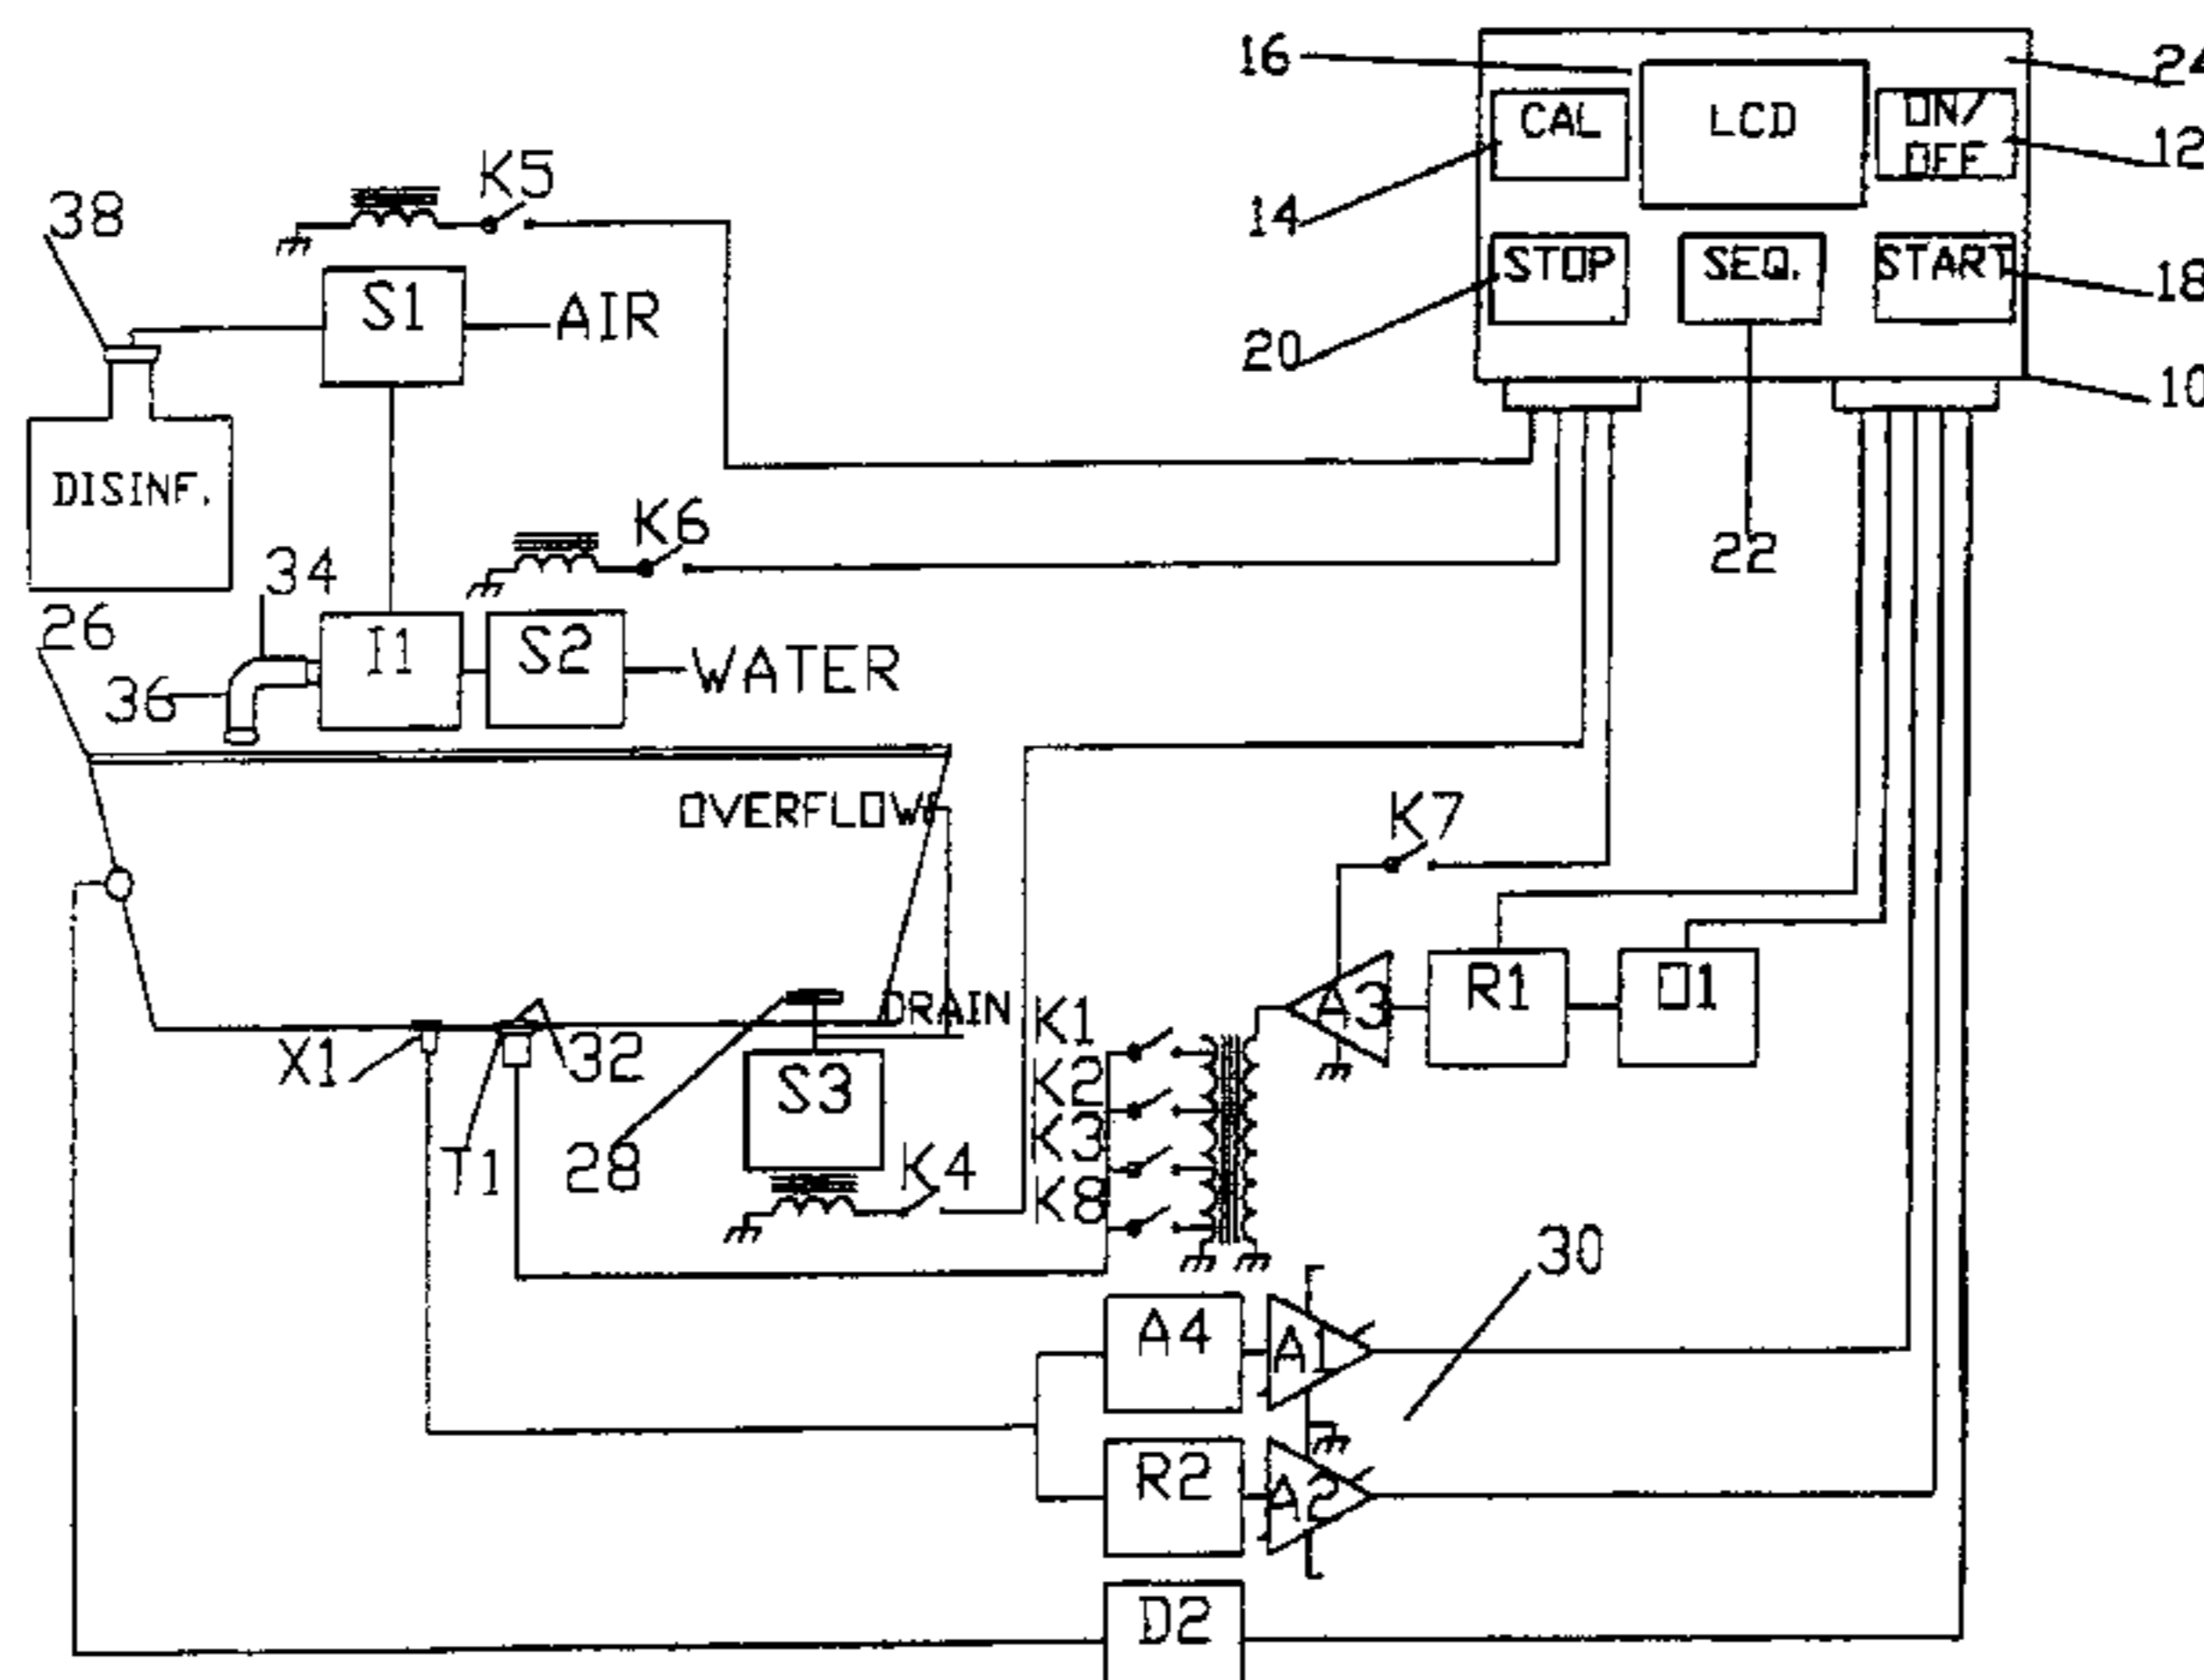 16
24
CAL
LCD
ON/
OFF
12
14
K5
38
STOP
SEQ.
START
18
S1
AIR
20
10
DISINF.
K6
22
34
26
I1
S2
WATER
36
OVERFLOW
K7
A3
R1
O1
DRAIN
K1
X1
32
S3
K2
K3
T1
28
K4
K8
30
A4
A1
R2
A2
D2